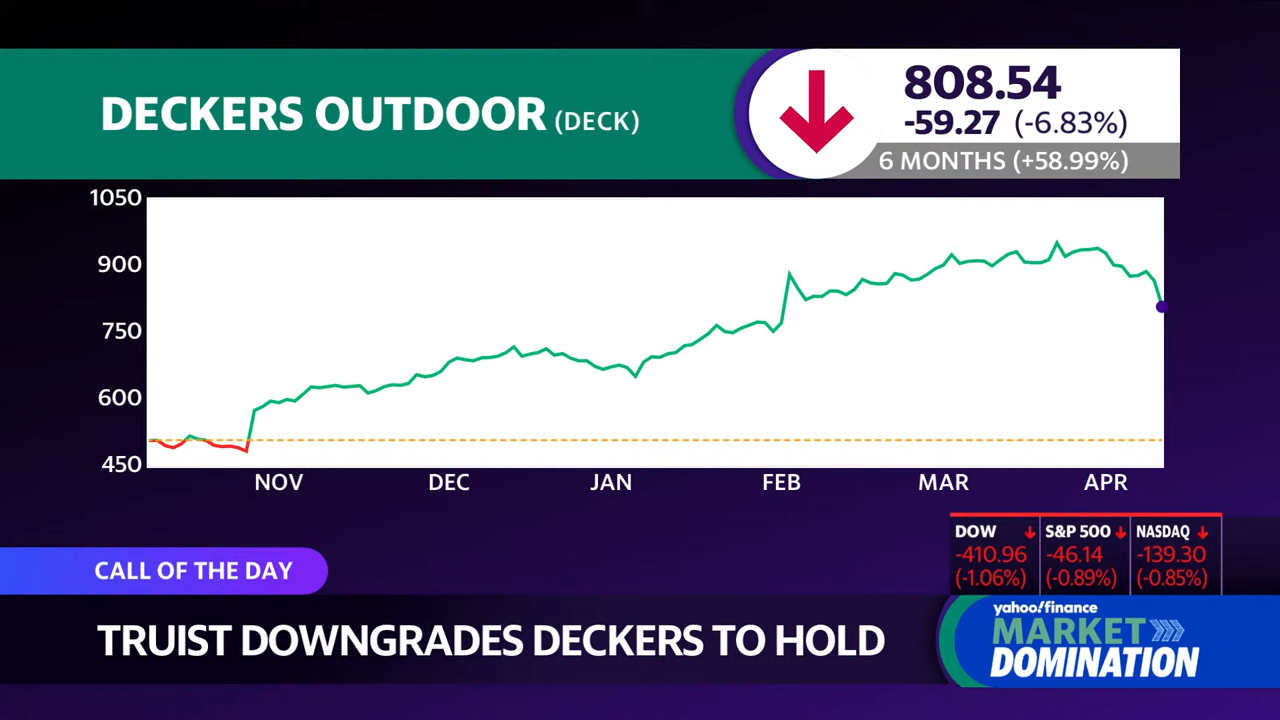 DECKERS OUTDOOR (DECK)
808.54
-59.27 (-6.83%)
6 MONTHS (+58.99%)
1050
900
750
600
450
NOV DEC JAN FEB MAR APR
DOW S&P 500 NASDAQ
-410.96 -46.14 -139.30
(-1.06%) (-0.89%) (-0.85%)
CALL OF THE DAY
TRUIST DOWNGRADES DECKERS TO HOLD
yahoo!finance
MARKET
DOMINATION